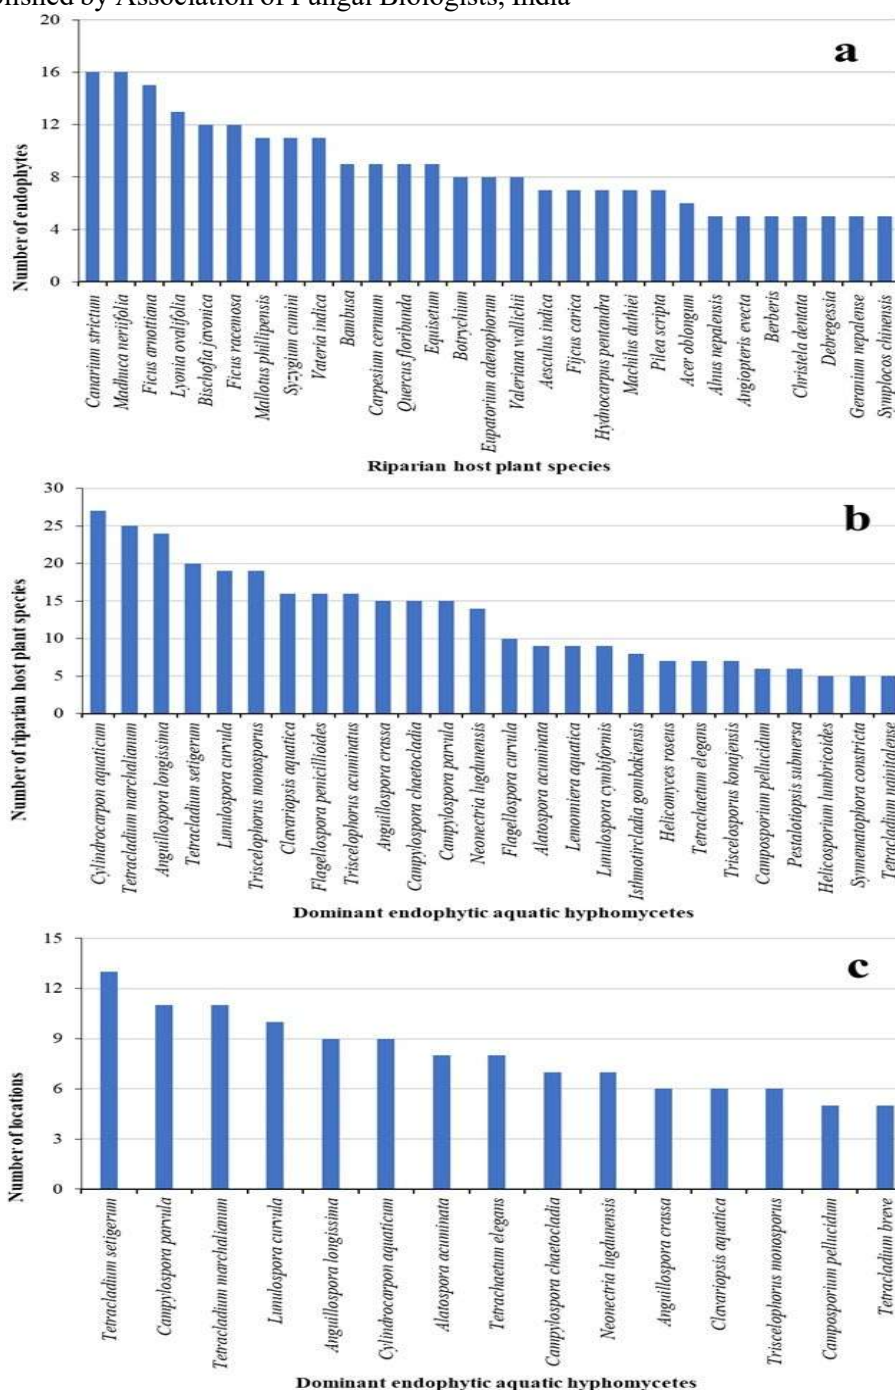 blished by Association of Fungal Biologists, India
a
Number of endophytes
20
16
12
8
4
0
Canarium strictum
Madhuca neriifolia
Ficus arnottiana
Lyonia ovalifolia
Bischofia javonica
Ficus racemosa
Mallotus phillipensis
Syzygium cumini
Vateria indica
Bambusa
Carpesium cernuum
Quercus floribunda
Equisetum
Botrychium
Eupatorium adenophorum
Valeriana wallichii
Aesculus indica
Fijcus carica
Hydnocarpus pentandra
Machilus duthiei
Pilea scripta
Acer oblongum
Alnus nepalensis
Angiopteris evecta
Berberis
Christela dentata
Debregessia
Geranium nepalense
Symplocos chinensis
Riparian host plant species
b
Number of riparian host plant species
30
25
20
15
10
5
0
Cylindrocarpon aquaticum
Tetracladium marchalianum
Anguillospora longissima
Tetracladium setigerum
Lunulospora curvula
Triscelophorus monosporus
Clavariopsis aquatica
Flagellospora penicillioides
Triscelophorus acuminatus
Anguillospora crassa
Campylospora chaetocladia
Campylospora parvula
Neonectria lugdunensis
Flagellospora curvula
Alatospora acuminata
Lemonniera aquatica
Lunulospora cymbiformis
Isthmotricladia gombakiensis
Helicomyces roseus
Tetrachaetum elegans
Triscelosporus konajensis
Camposporium pellucidum
Pestalotiopsis submersa
Helicosporium lumbricoides
Synnematophora constricta
Tetracladium nainitalense
Dominant endophytic aquatic hyphomycetes
c
Number of locations
15
12
9
6
3
0
Tetracladium setigerum
Campylospora parvula
Tetracladium marchalianum
Lunulospora curvula
Anguillospora longissima
Cylindrocarpon aquaticum
Alatospora acuminata
Tetrachaetum elegans
Campylospora chaetocladia
Neonectria lugdunensis
Anguillospora crassa
Clavariopsis aquatica
Triscelophorus monosporus
Camposporium pellucidum
Tetracladium breve
Dominant endophytic aquatic hyphomycetes